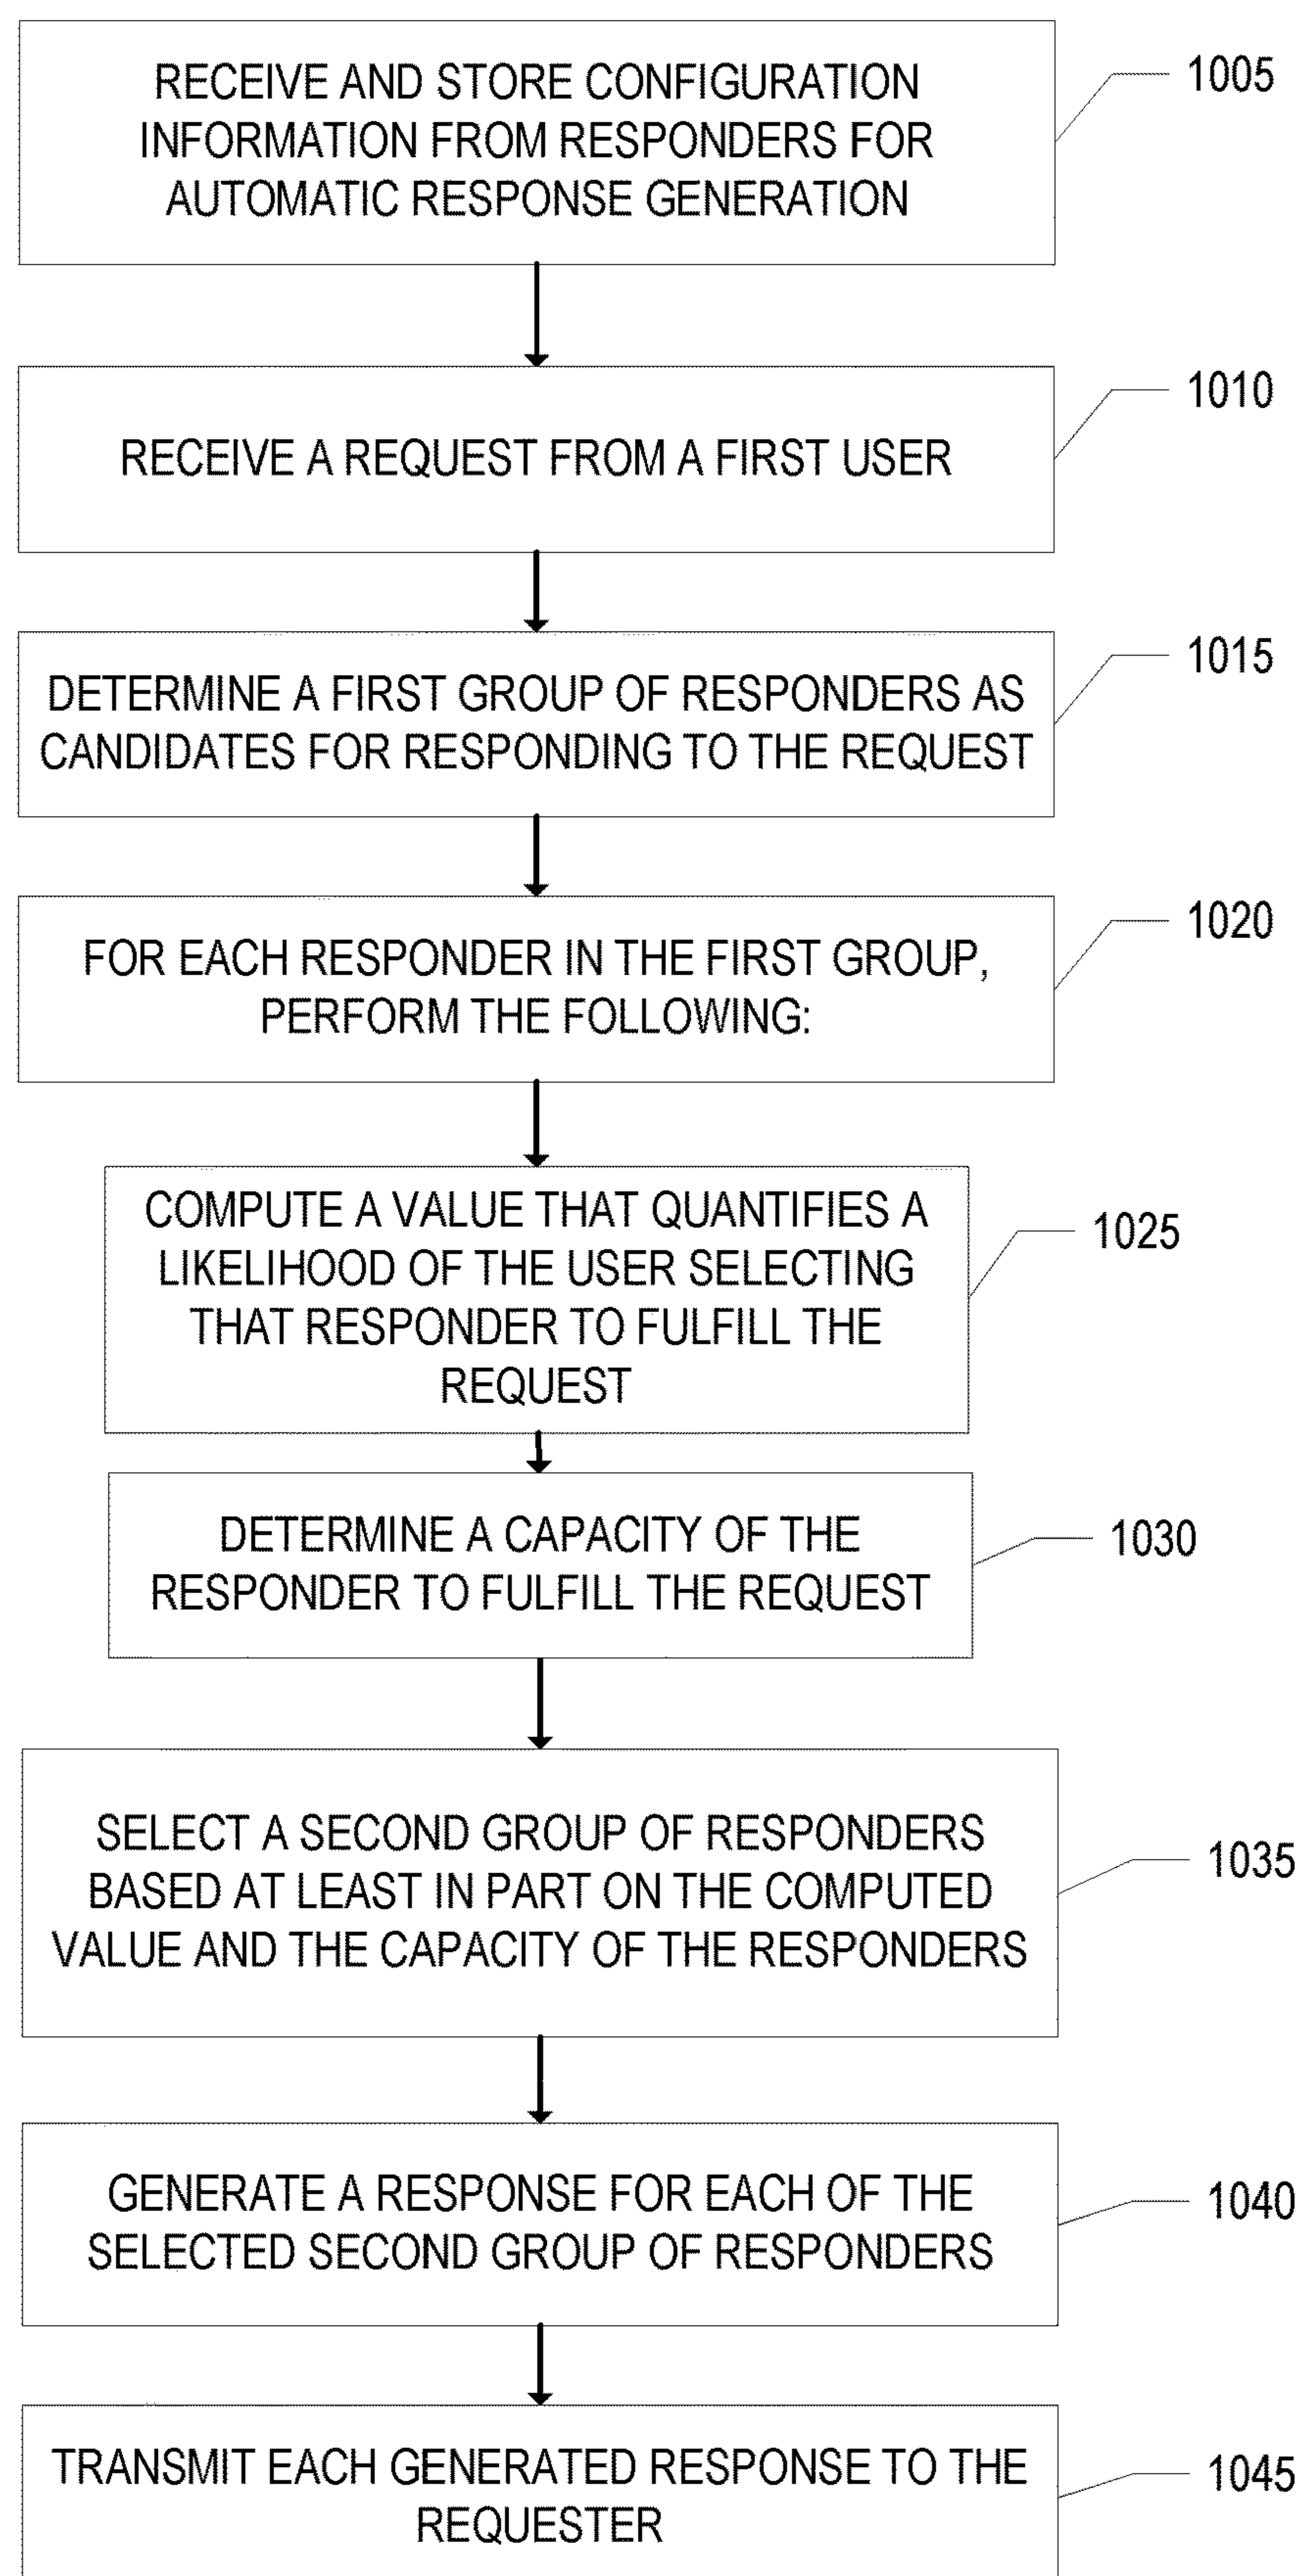 RECEIVE AND STORE CONFIGURATION
INFORMATION FROM RESPONDERS FOR
AUTOMATIC RESPONSE GENERATION
1005
RECEIVE A REQUEST FROM A FIRST USER
1010
DETERMINE A FIRST GROUP OF RESPONDERS AS
CANDIDATES FOR RESPONDING TO THE REQUEST
1015
FOR EACH RESPONDER IN THE FIRST GROUP,
PERFORM THE FOLLOWING:
1020
COMPUTE A VALUE THAT QUANTIFIES A
LIKELIHOOD OF THE USER SELECTING
THAT RESPONDER TO FULFILL THE
REQUEST
1025
DETERMINE A CAPACITY OF THE
RESPONDER TO FULFILL THE REQUEST
1030
SELECT A SECOND GROUP OF RESPONDERS
BASED AT LEAST IN PART ON THE COMPUTED
VALUE AND THE CAPACITY OF THE RESPONDERS
1035
GENERATE A RESPONSE FOR EACH OF THE
SELECTED SECOND GROUP OF RESPONDERS
1040
TRANSMIT EACH GENERATED RESPONSE TO THE
REQUESTER
1045